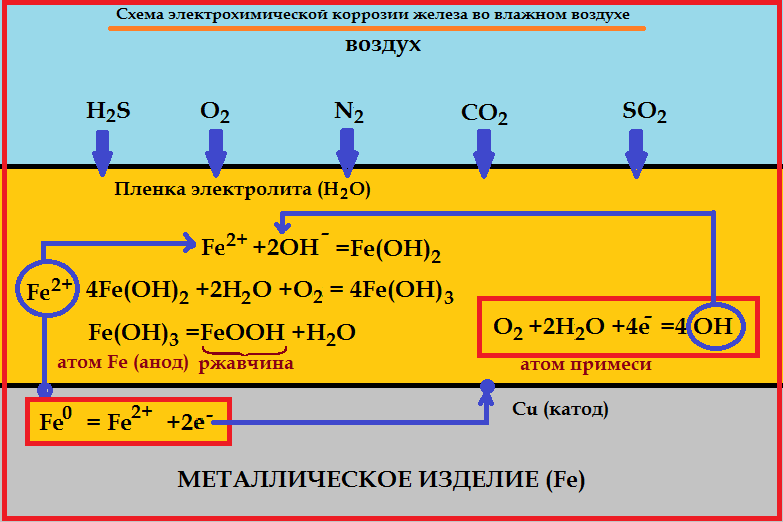 Схема электрохимической коррозии железа во влажном воздухе
воздух
H₂S O₂ N₂ CO₂ SO₂
Пленка электролита (H₂O)
Fe²⁺ +2OH⁻ =Fe(OH)₂
Fe²⁺ 4Fe(OH)₂ +2H₂O +O₂ = 4Fe(OH)₃
Fe(OH)₃ =FeOOH +H₂O
O₂ +2H₂O +4e⁻ =4 OH
атом Fe (анод) ржавчина атом примеси
Fe⁰ = Fe²⁺ +2e⁻
Cu (катод)
МЕТАЛЛИЧЕСКОЕ ИЗДЕЛИЕ (Fe)